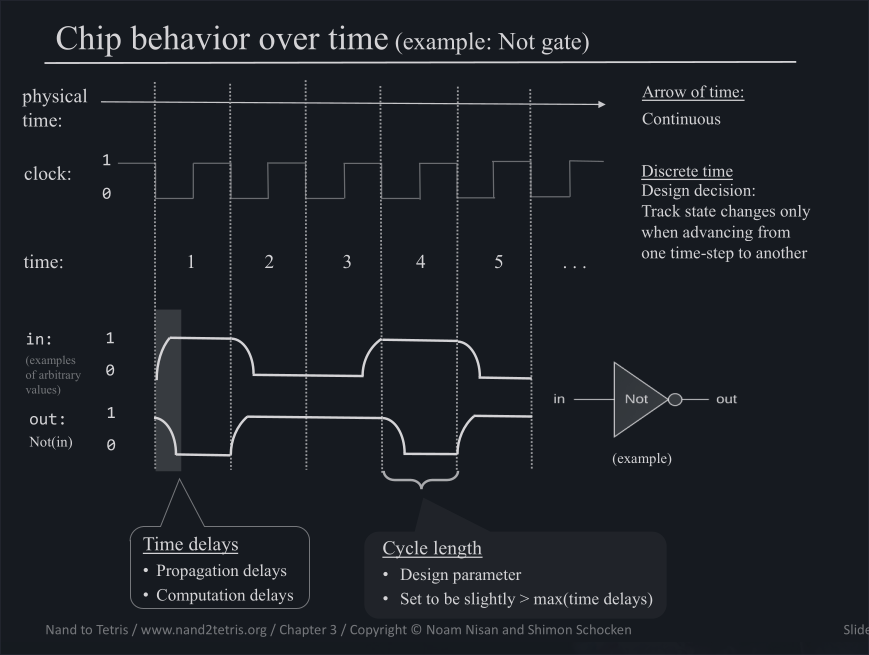 Chip behavior over time (example: Not gate)
physical
time:
Arrow of time:
Continuous
clock:
1
0
Discrete time
Design decision:
Track state changes only
when advancing from
one time-step to another
time:
1 2 3 4 5 ...
in:
1
0
(examples
of arbitrary
values)
out:
1
0
Not(in)
in Not out
(example)
Time delays
• Propagation delays
• Computation delays
Cycle length
• Design parameter
• Set to be slightly > max(time delays)
Nand to Tetris / www.nand2tetris.org / Chapter 3 / Copyright © Noam Nisan and Shimon Schocken
Slide